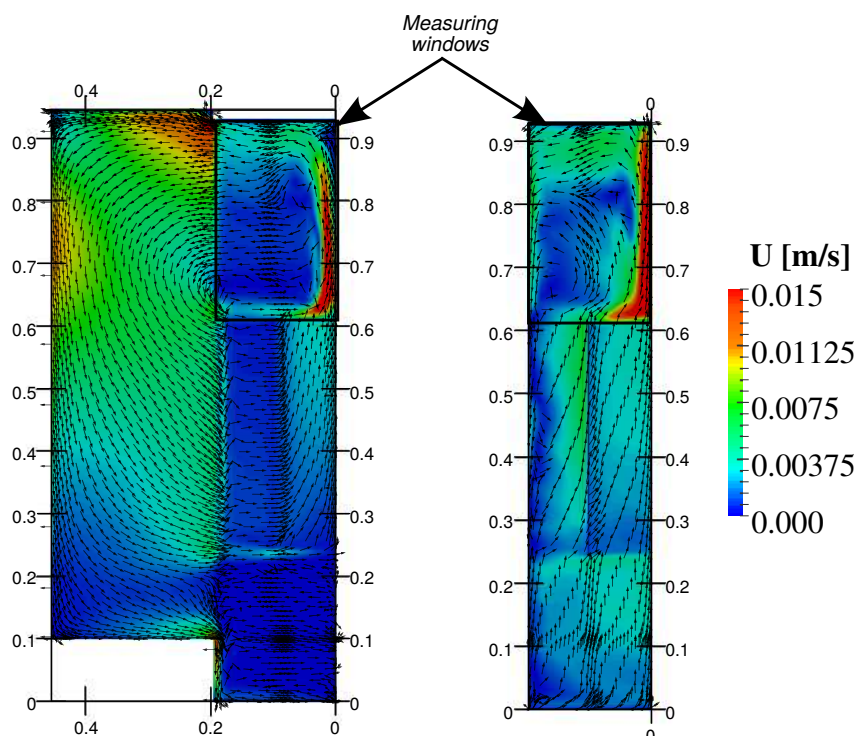 Measuring
windows
0.4 0.2 0 0
0.9 0.9 0.9 0.9
0.8 0.8 0.8 0.8
0.7 0.7 0.7 0.7
U [m/s]
0.015
0.01125
0.0075
0.00375
0.000
0.6 0.6 0.6 0.6
0.5 0.5 0.5 0.5
0.4 0.4 0.4 0.4
0.3 0.3 0.3 0.3
0.2 0.2 0.2 0.2
0.1 0.1 0.1 0.1
0 0 0 0
0.4 0.2 0 0